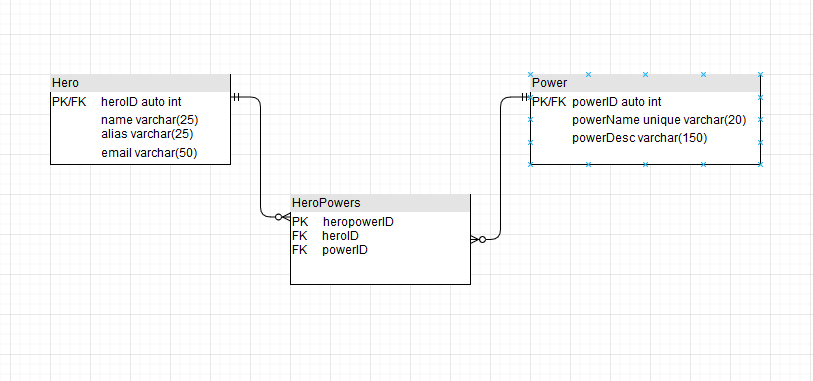 Hero
PK/FK heroID auto int
name varchar(25)
alias varchar(25)
email varchar(50)
Power
PK/FK powerID auto int
powerName unique varchar(20)
powerDesc varchar(150)
HeroPowers
PK heropowerID
FK heroID
FK powerID